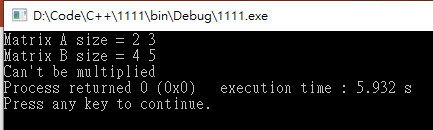 D:\Code\C++\1111\bin\Debug\1111.exe
Matrix A size = 2 3
Matrix B size = 4 5
Can't be multiplied
Process returned 0 (0x0)   execution time : 5.932 s
Press any key to continue.